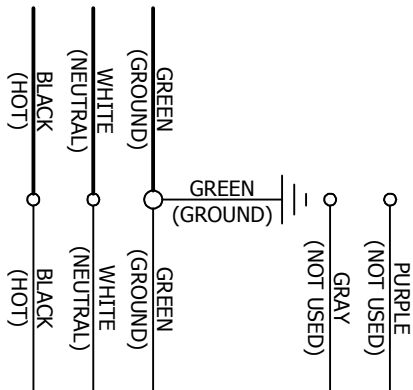 BLACK
(HOT)
WHITE
(NEUTRAL)
GREEN
(GROUND)
GREEN
(GROUND)
BLACK
(HOT)
WHITE
(NEUTRAL)
GREEN
(GROUND)
GRAY
(NOT USED)
PURPLE
(NOT USED)